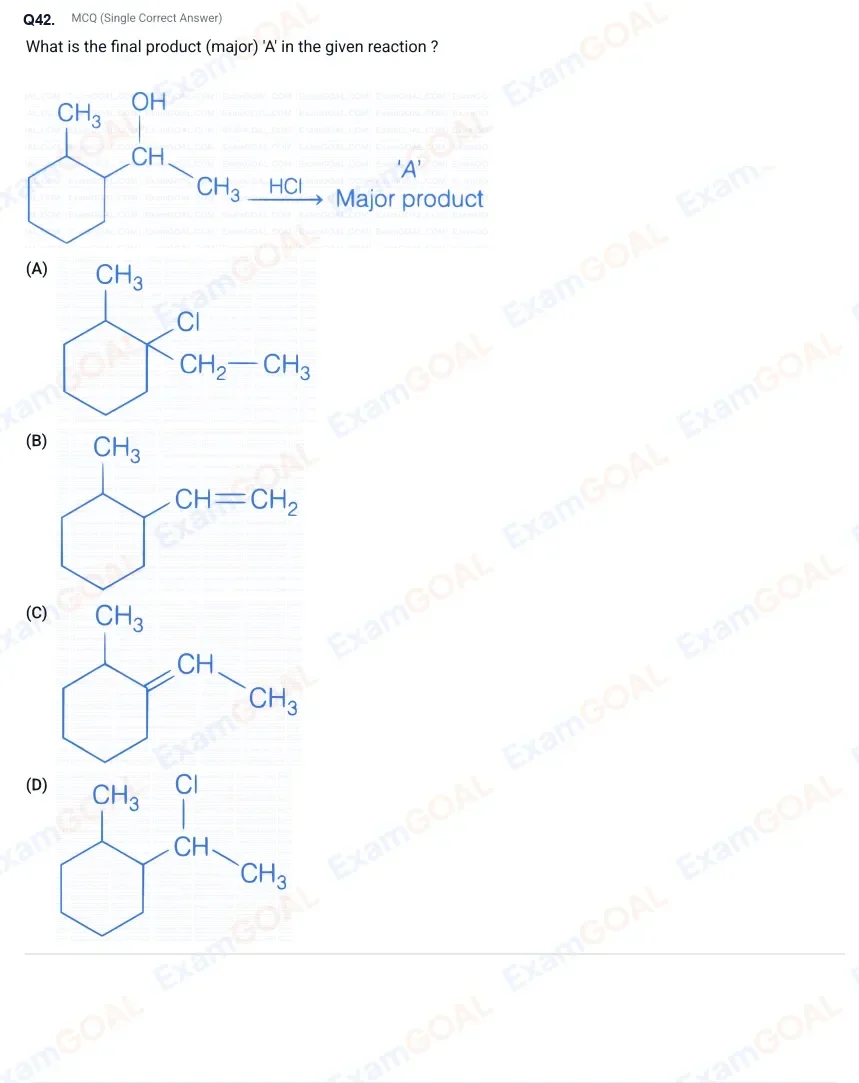 Q42. MCQ (Single Correct Answer)
What is the final product (major) 'A' in the given reaction ?
OH
CH3
CH
CH3 HCl 'A'
Major product
(A) CH3
Cl
CH2—CH3
(B) CH3
CH=CH2
(C) CH3
CH
CH3
(D) CH3 Cl
CH
CH3
ExamGOAL